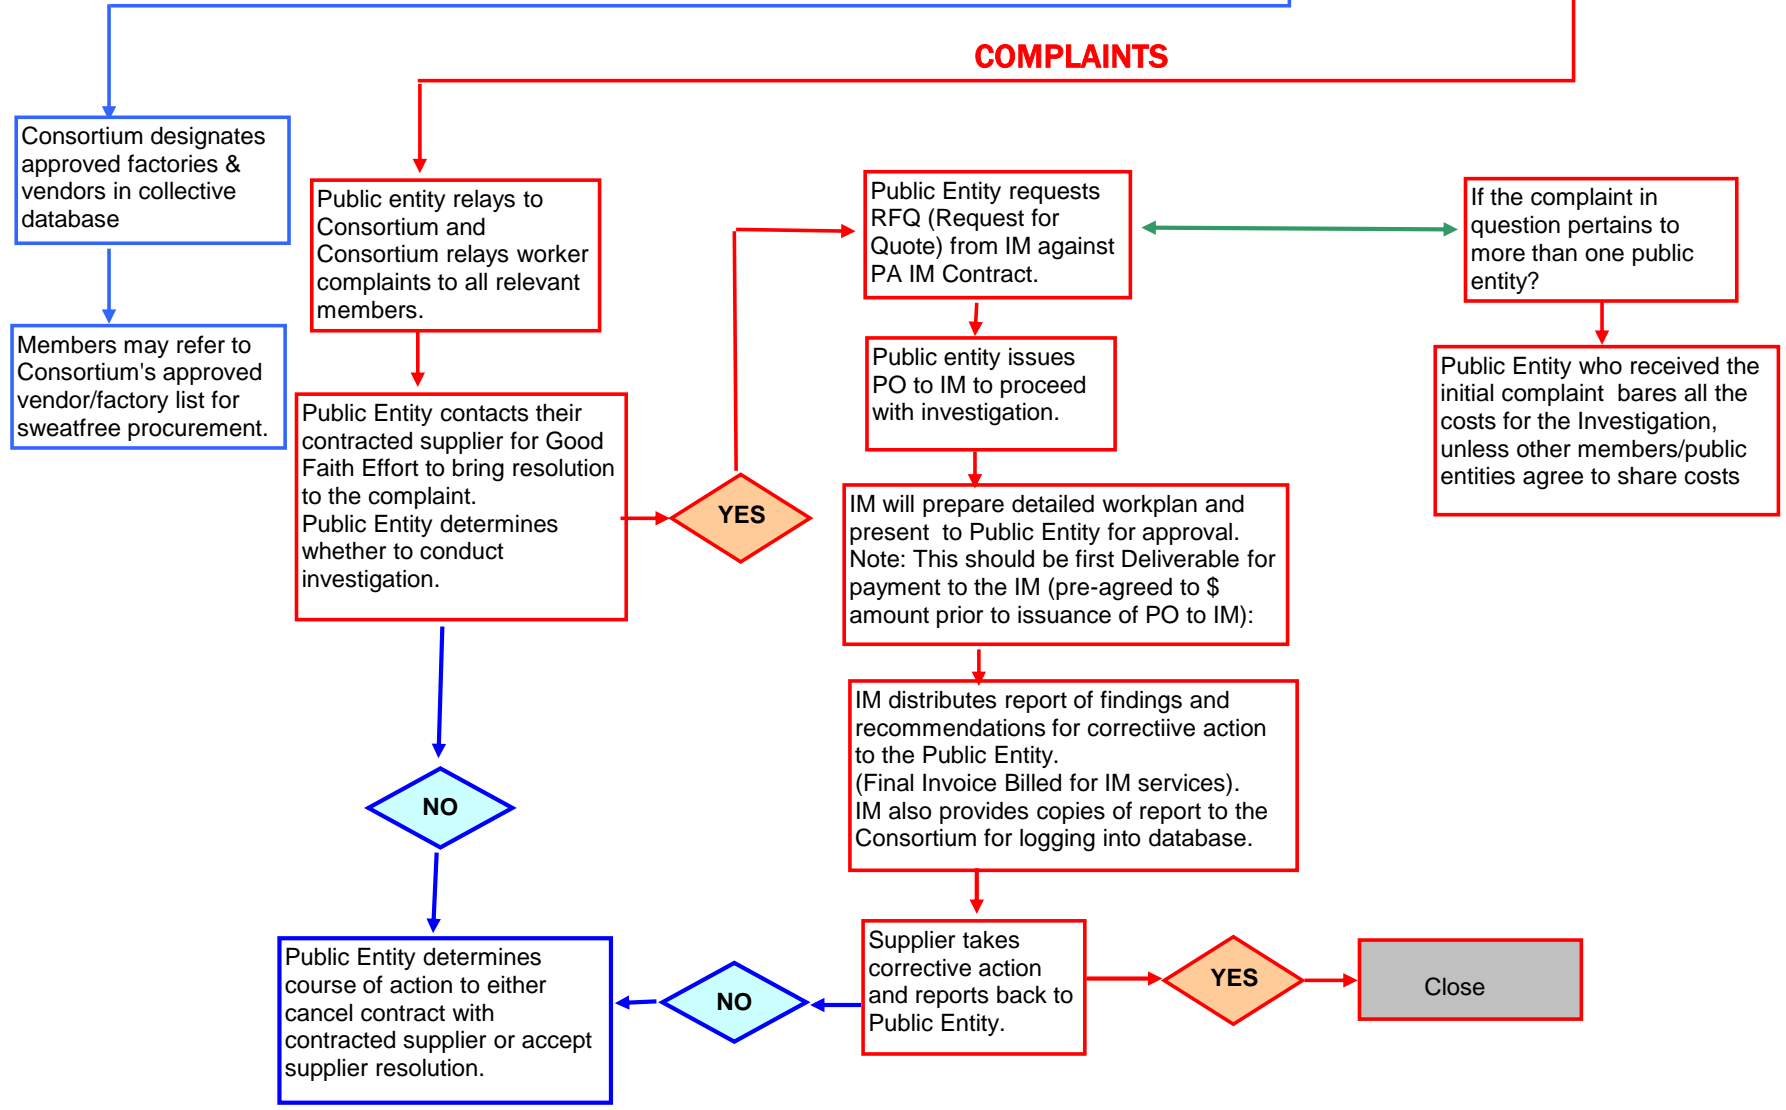 COMPLAINTS
Consortium designates
approved factories &
vendors in collective
database
Members may refer to
Consortium's approved
vendor/factory list for
sweatfree procurement.
Public entity relays to
Consortium and
Consortium relays worker
complaints to all relevant
members.
Public Entity contacts their
contracted supplier for Good
Faith Effort to bring resolution
to the complaint.
Public Entity determines
whether to conduct
investigation.
YES
NO
Public Entity requests
RFQ (Request for
Quote) from IM against
PA IM Contract.
If the complaint in
question pertains to
more than one public
entity?
Public Entity who received the
initial complaint  bares all the
costs for the Investigation,
unless other members/public
entities agree to share costs
Public entity issues
PO to IM to proceed
with investigation.
IM will prepare detailed workplan and
present  to Public Entity for approval.
Note: This should be first Deliverable for
payment to the IM (pre-agreed to $
amount prior to issuance of PO to IM):
IM distributes report of findings and
recommendations for correctiive action
to the Public Entity.
(Final Invoice Billed for IM services).
IM also provides copies of report to the
Consortium for logging into database.
Supplier takes
corrective action
and reports back to
Public Entity.
YES
Close
NO
Public Entity determines
course of action to either
cancel contract with
contracted supplier or accept
supplier resolution.